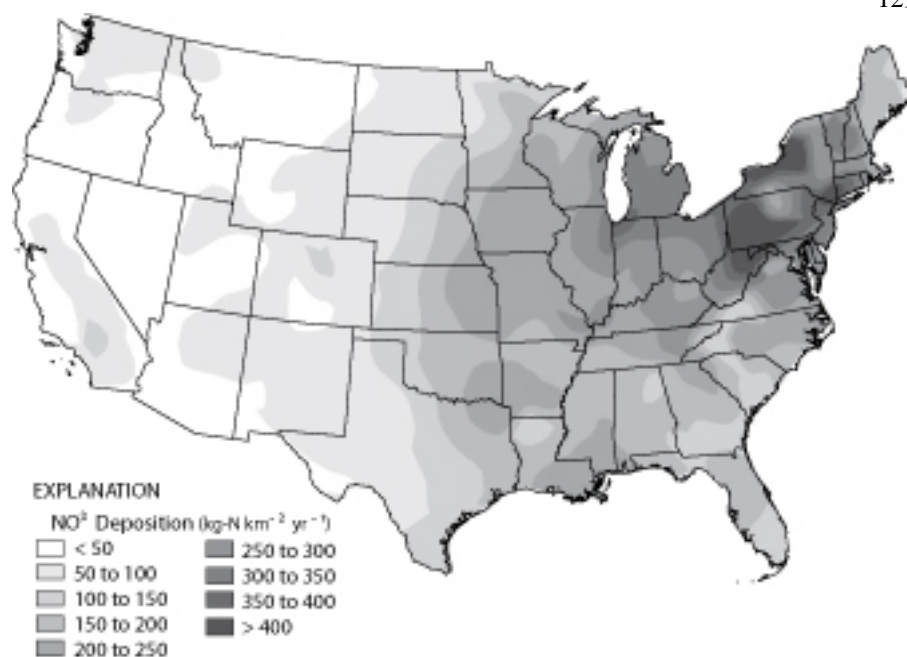 EXPLANATION
NO³ Deposition (kg-N km⁻² yr⁻¹)
< 50
50 to 100
100 to 150
150 to 200
200 to 250
250 to 300
300 to 350
350 to 400
> 400